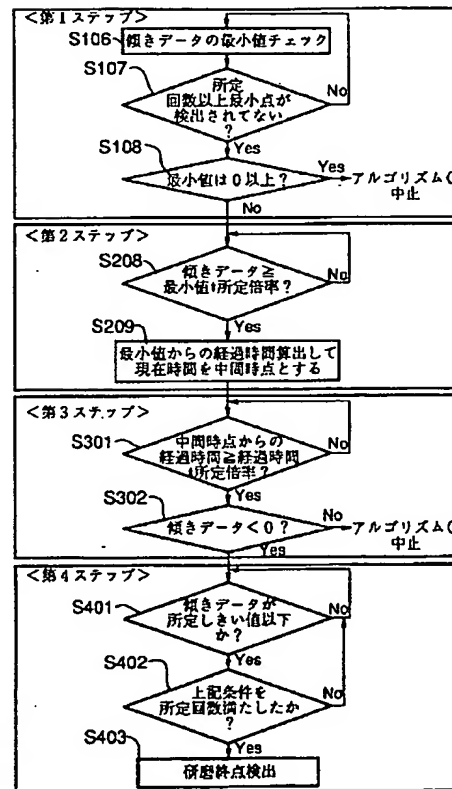 <第1ステップ>
S106
傾きデータの最小値チェック
S107
所定
回数以上最小点が
検出されてない
?
No
Yes
S108
最小値は0以上?
Yes
アルゴリズム
中止
No
<第2ステップ>
S208
傾きデータ≧
最小値*所定倍率?
No
Yes
S209
最小値からの経過時間算出して
現在時間を中間時点とする
<第3ステップ>
S301
中間時点からの
経過時間≧経過時間
*所定倍率?
No
Yes
S302
傾きデータ<0?
No
アルゴリズム
中止
Yes
<第4ステップ>
S401
傾きデータが
所定しきい値以下
か?
No
Yes
S402
上記条件を
所定回数満たしたか
?
No
Yes
S403
研磨終点検出